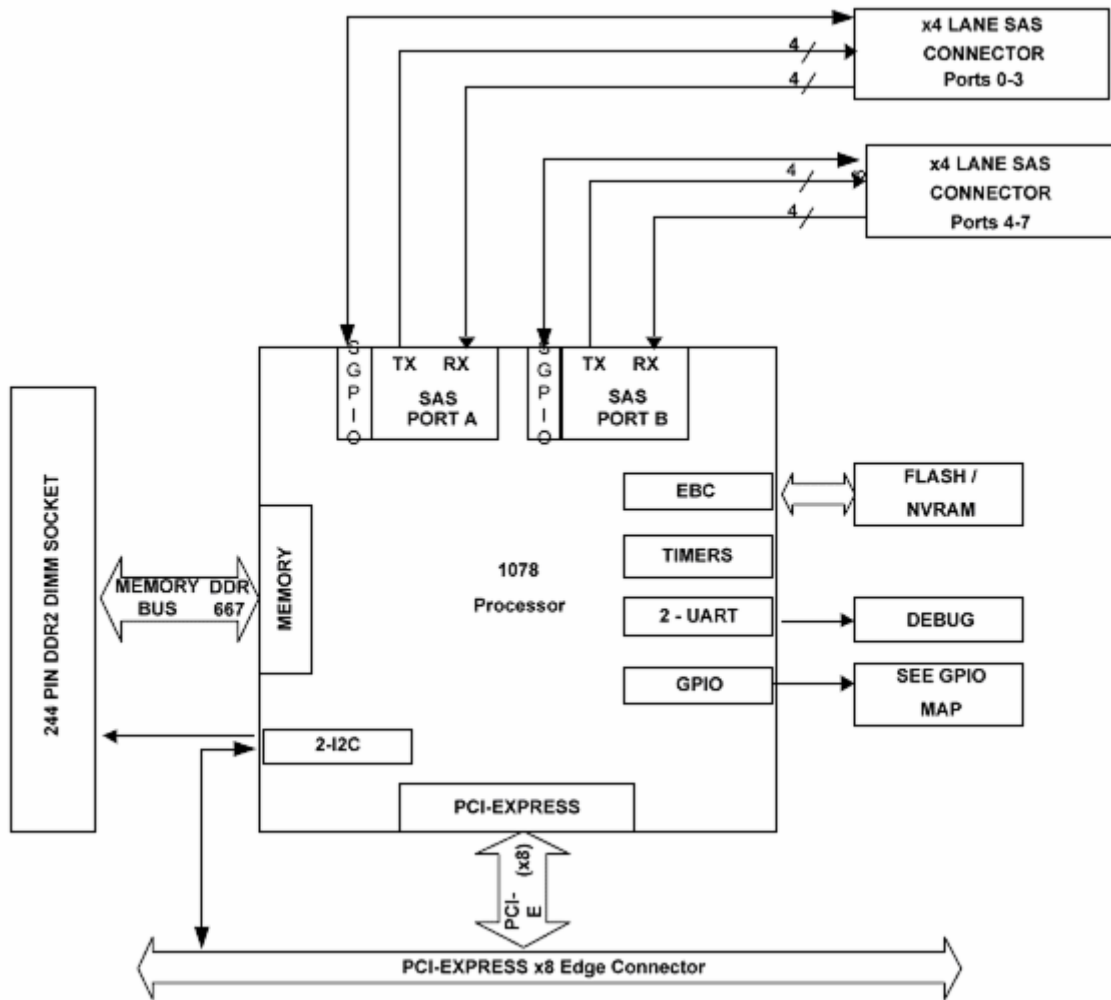 x4 LANE SAS
CONNECTOR
Ports 0-3
4
4
x4 LANE SAS
CONNECTOR
Ports 4-7
4
4
SGPIO
TX RX
SAS
PORT A
SGPIO
TX RX
SAS
PORT B
244 PIN DDR2 DIMM SOCKET
MEMORY DDR
BUS 667
MEMORY
1078
Processor
EBC
TIMERS
2 - UART
GPIO
FLASH /
NVRAM
DEBUG
SEE GPIO
MAP
2-I2C
PCI-EXPRESS
PCI-E
(x8)
PCI-EXPRESS x8 Edge Connector